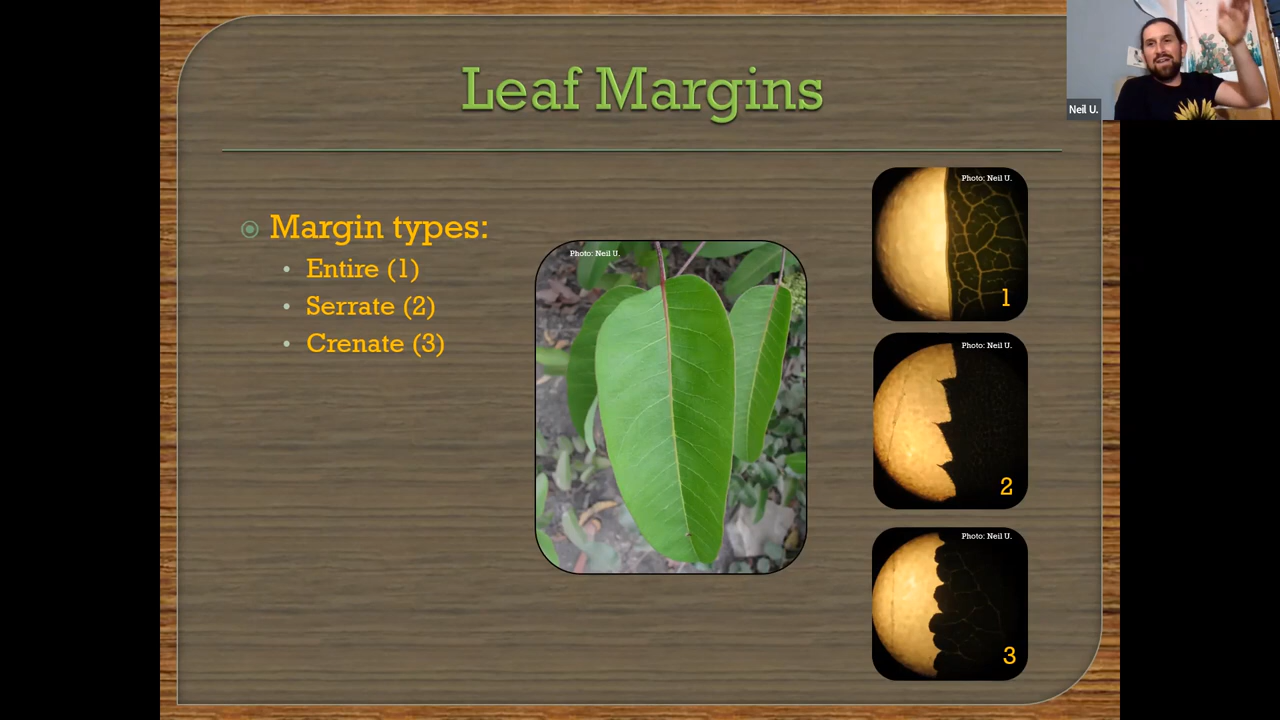 Leaf Margins
Neil U.
Margin types:
Entire (1)
Serrate (2)
Crenate (3)
Photo: Neil U.
Photo: Neil U.
1
Photo: Neil U.
2
Photo: Neil U.
3